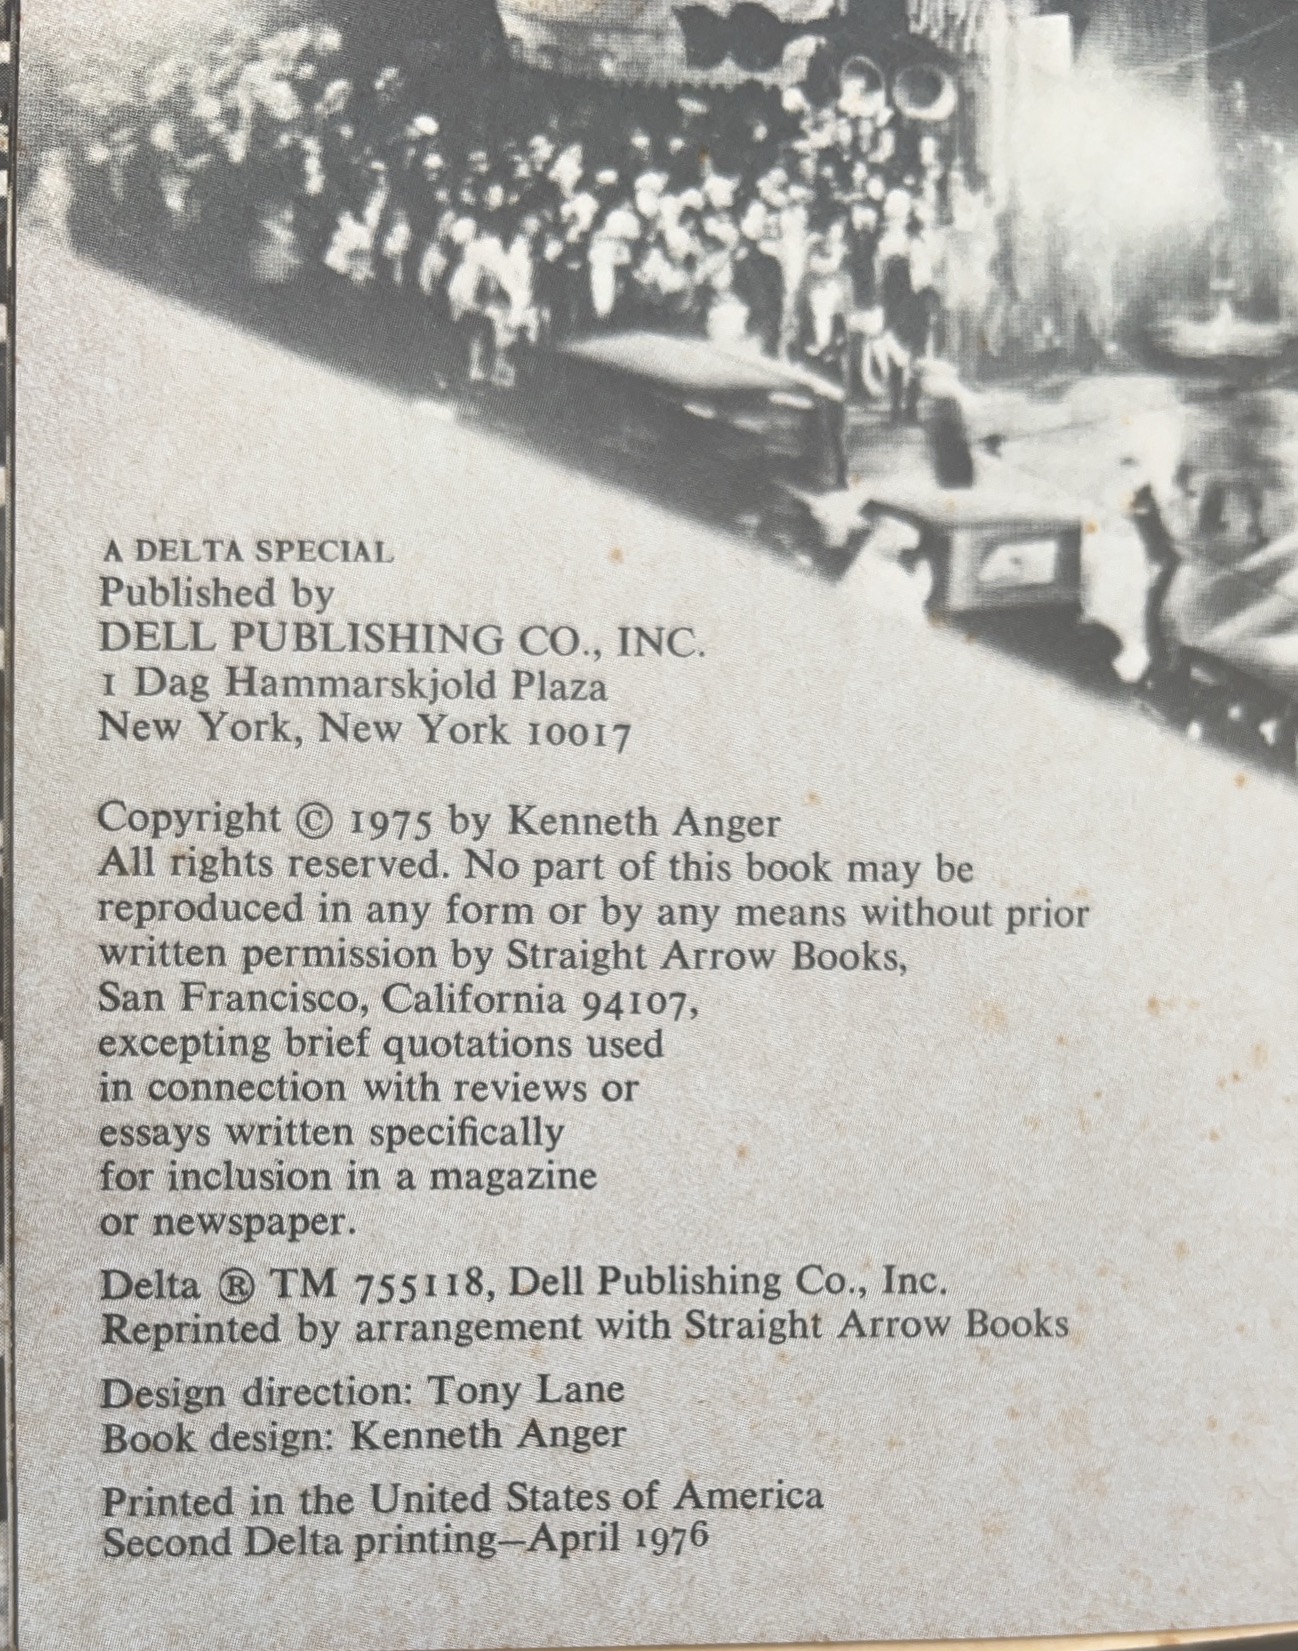 A DELTA SPECIAL
Published by
DELL PUBLISHING CO., INC.
1 Dag Hammarskjold Plaza
New York, New York 10017
Copyright © 1975 by Kenneth Anger
All rights reserved. No part of this book may be
reproduced in any form or by any means without prior
written permission by Straight Arrow Books,
San Francisco, California 94107,
excepting brief quotations used
in connection with reviews or
essays written specifically
for inclusion in a magazine
or newspaper.
Delta ® TM 755118, Dell Publishing Co., Inc.
Reprinted by arrangement with Straight Arrow Books
Design direction: Tony Lane
Book design: Kenneth Anger
Printed in the United States of America
Second Delta printing—April 1976